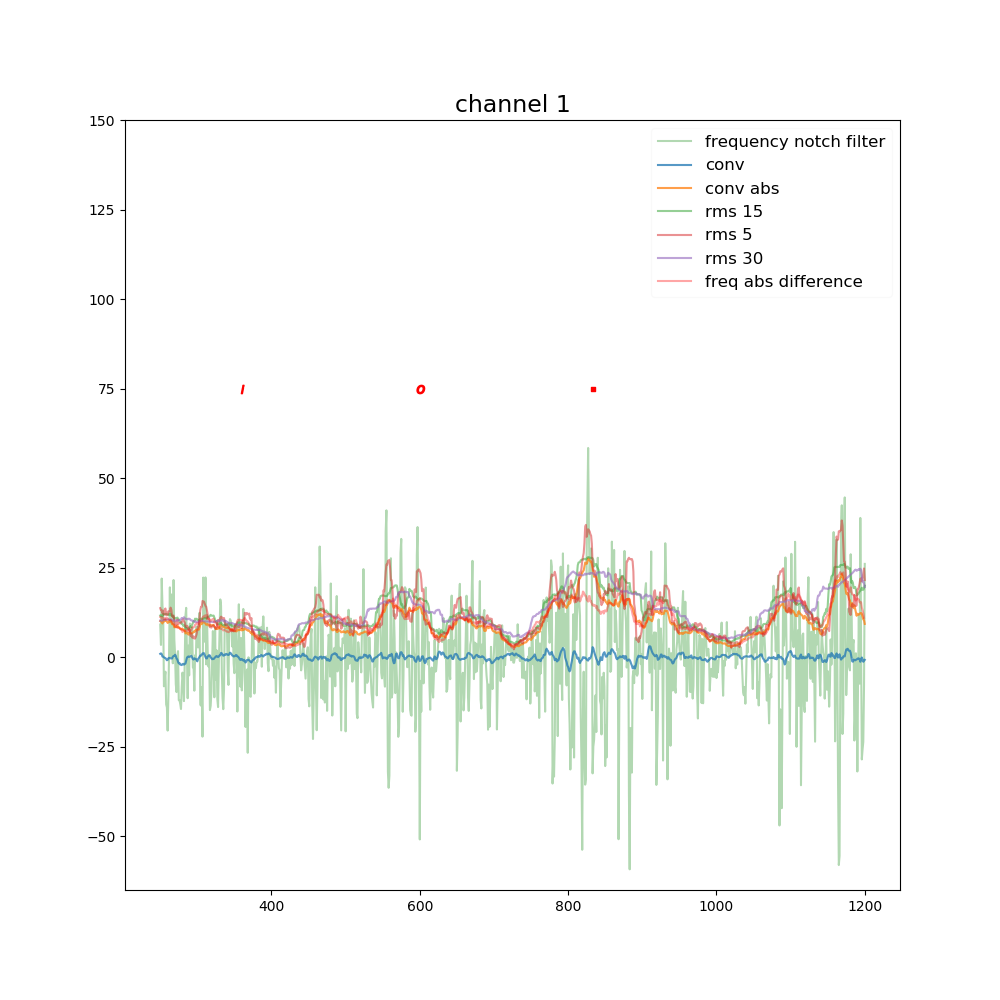 channel 1
150
125
100
75
50
25
0
−25
−50
frequency notch filter
conv
conv abs
rms 15
rms 5
rms 30
freq abs difference
I O .
400 600 800 1000 1200